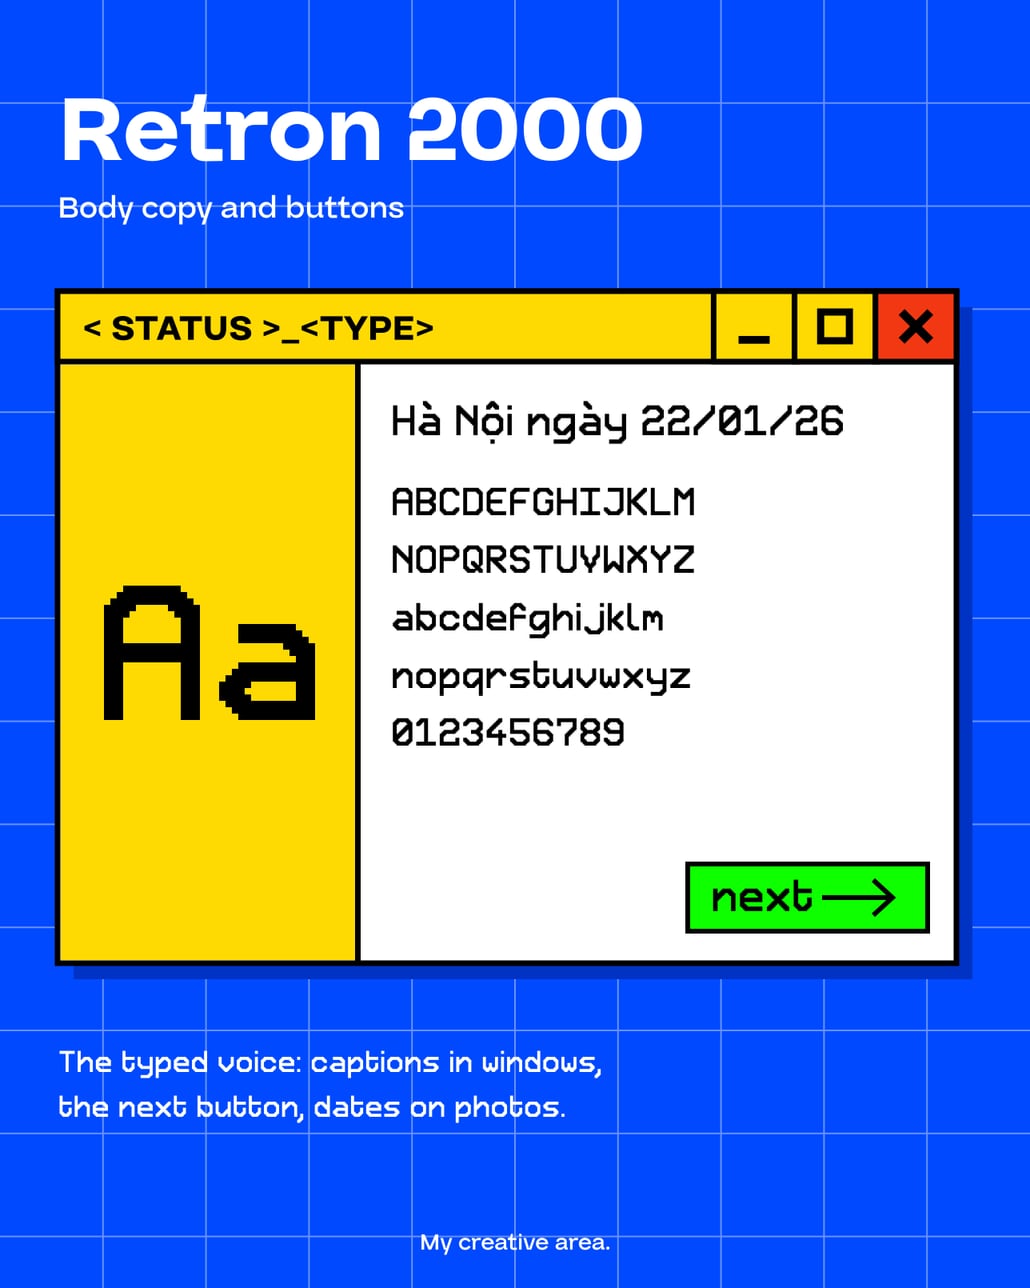 Retron 2000
Body copy and buttons
< STATUS >_<TYPE>
Aa
Hà Nội ngày 22/01/26
ABCDEFGHIJKLM
NOPQRSTUVWXYZ
abcdefghijklm
nopqrstuvwxyz
0123456789
next
The typed voice: captions in windows,
the next button, dates on photos.
My creative area.